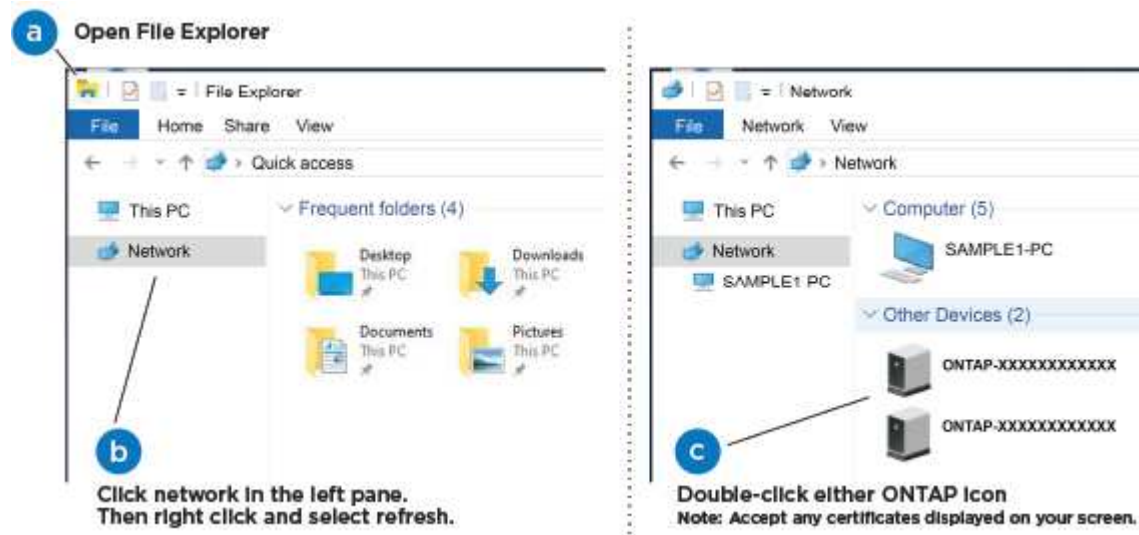 a
Open File Explorer
File Explorer
File Home Share View
Quick access
This PC
Network
Frequent folders (4)
Desktop
This PC
Downloads
This PC
Documents
This PC
Pictures
This PC
b
Click network in the left pane.
Then right click and select refresh.
Network
File Network View
Network
This PC
Network
SAMPLE1 PC
Computer (5)
SAMPLE1-PC
Other Devices (2)
ONTAP-XXXXXXXXXXXX
ONTAP-XXXXXXXXXXXX
c
Double-click either ONTAP icon
Note: Accept any certificates displayed on your screen.